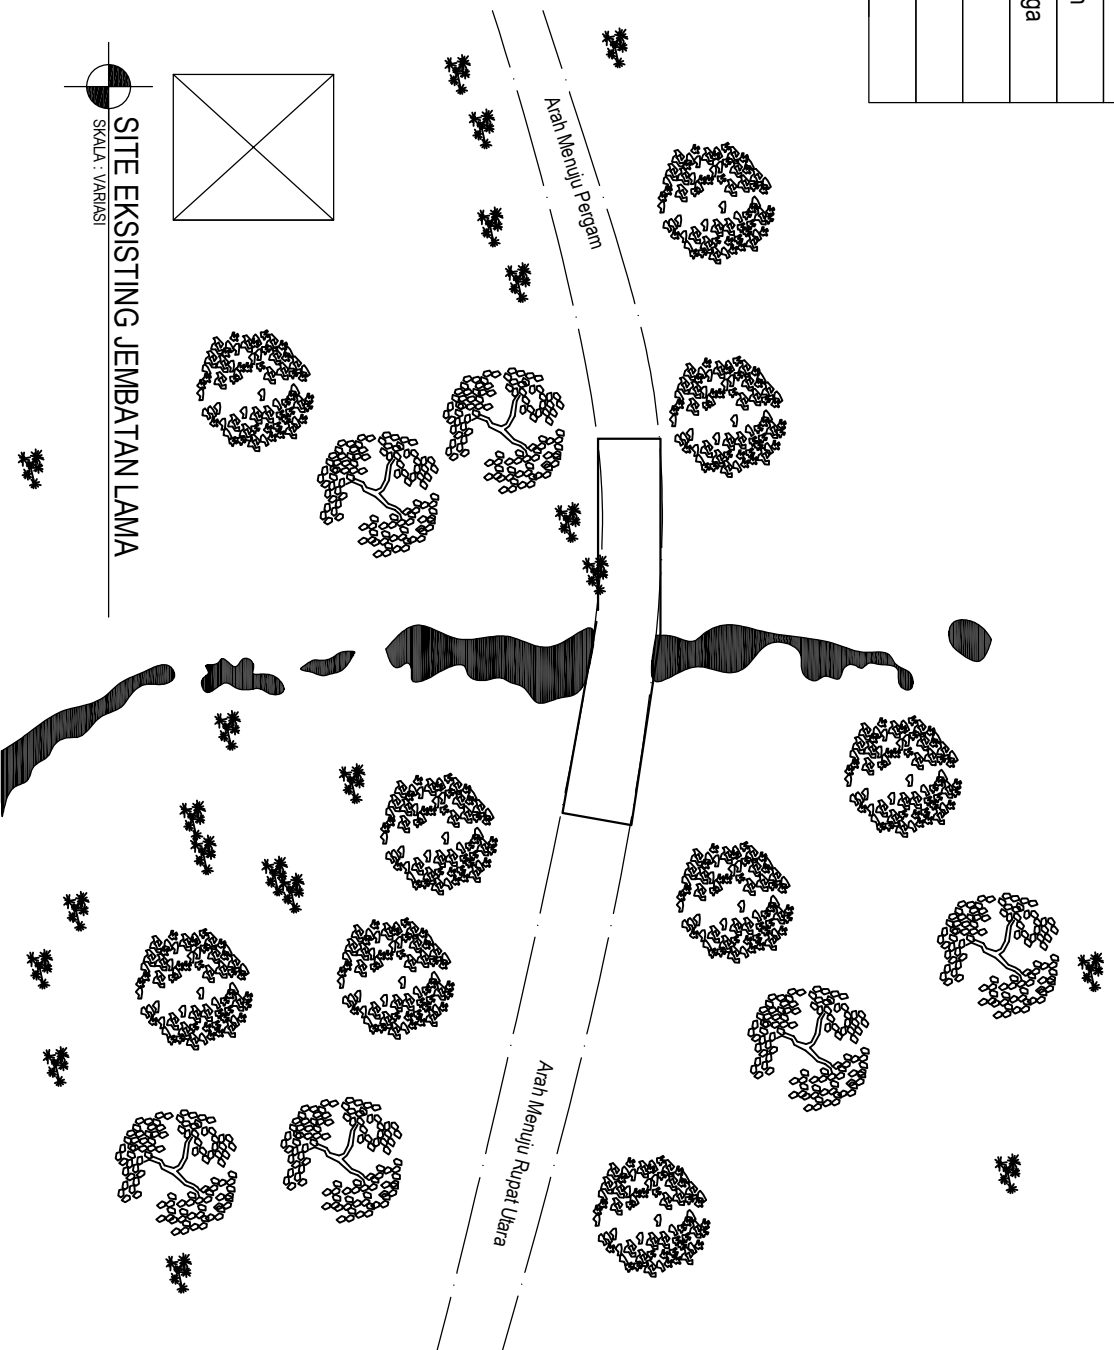 SITE EKSISTING JEMBATAN LAMA
SKALA : VARIASI
Arah Menuju Pergam
Arah Menuju Rupat Utara